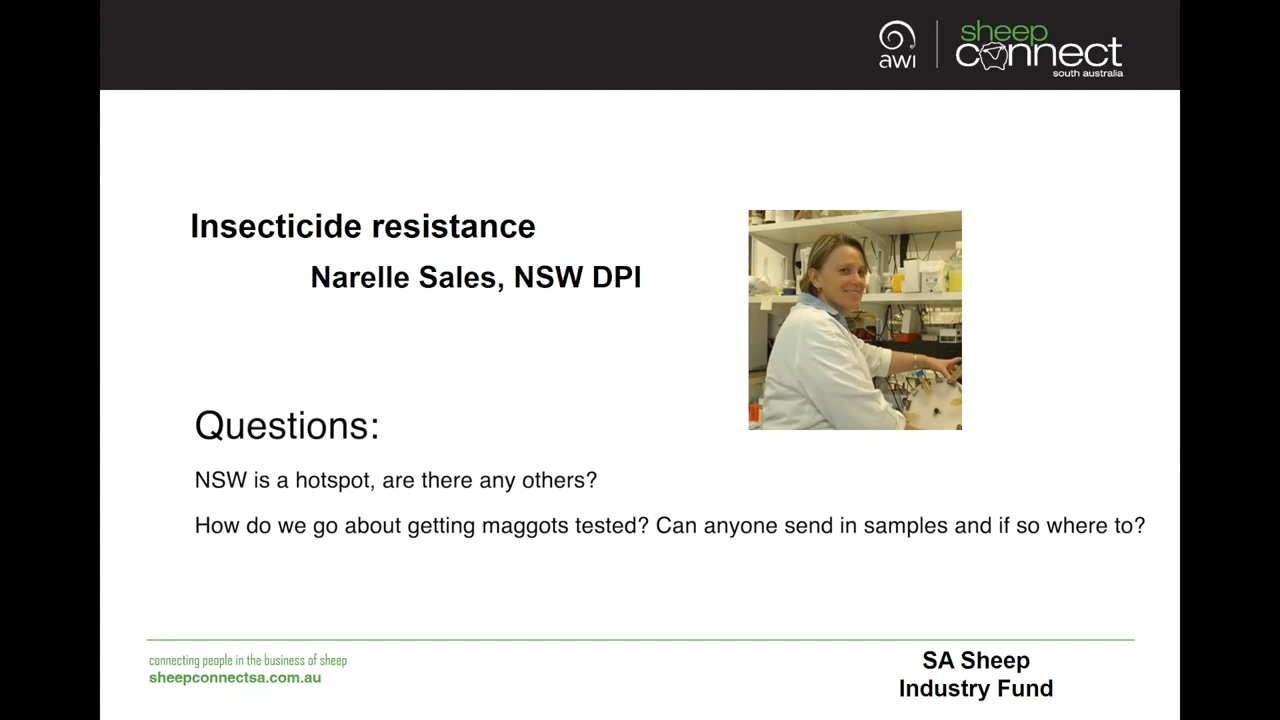 awi
sheep
connect
south australia
Insecticide resistance
Narelle Sales, NSW DPI
Questions:
NSW is a hotspot, are there any others?
How do we go about getting maggots tested? Can anyone send in samples and if so where to?
connecting people in the business of sheep
sheepconnectsa.com.au
SA Sheep
Industry Fund